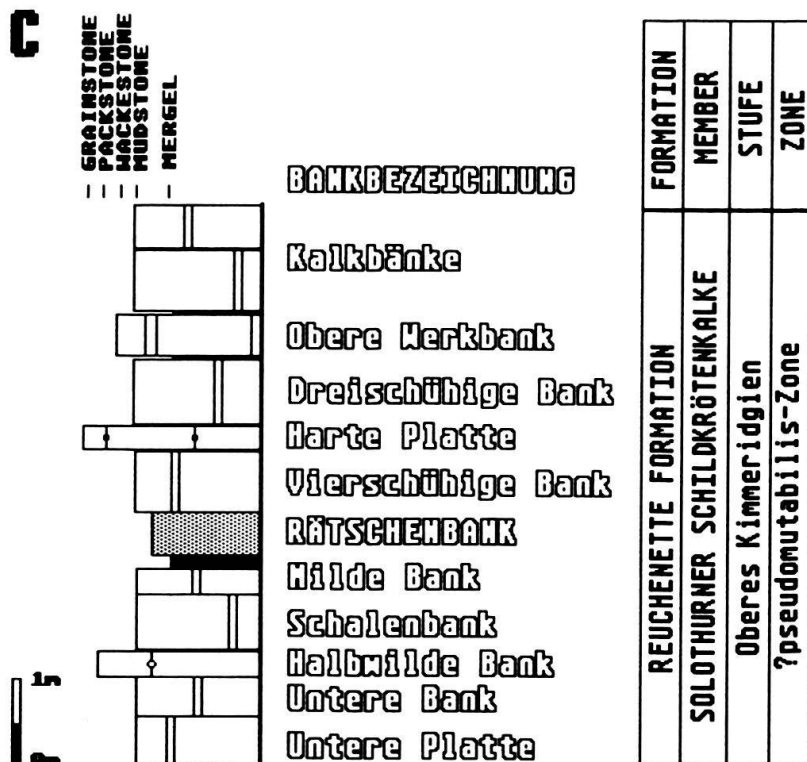 C
GRAINSTONE
PACKSTONE
WACKESTONE
MUDSTONE
MERGEL
BANKBEZEICHNUNG
Kalkbänke
Obere Werkbank
Dreischühige Bank
Harte Platte
Vierschühige Bank
RÄTSCHENBANK
Milde Bank
Schalenbank
Halbwilde Bank
Untere Bank
Untere Platte
1m
0m
FORMATION
MEMBER
STUFE
ZONE
REUCHENETTE FORMATION
SOLOTHURNER SCHILDKRÖTENKALKE
Oberes Kimmeridgien
?pseudomutabilis-Zone